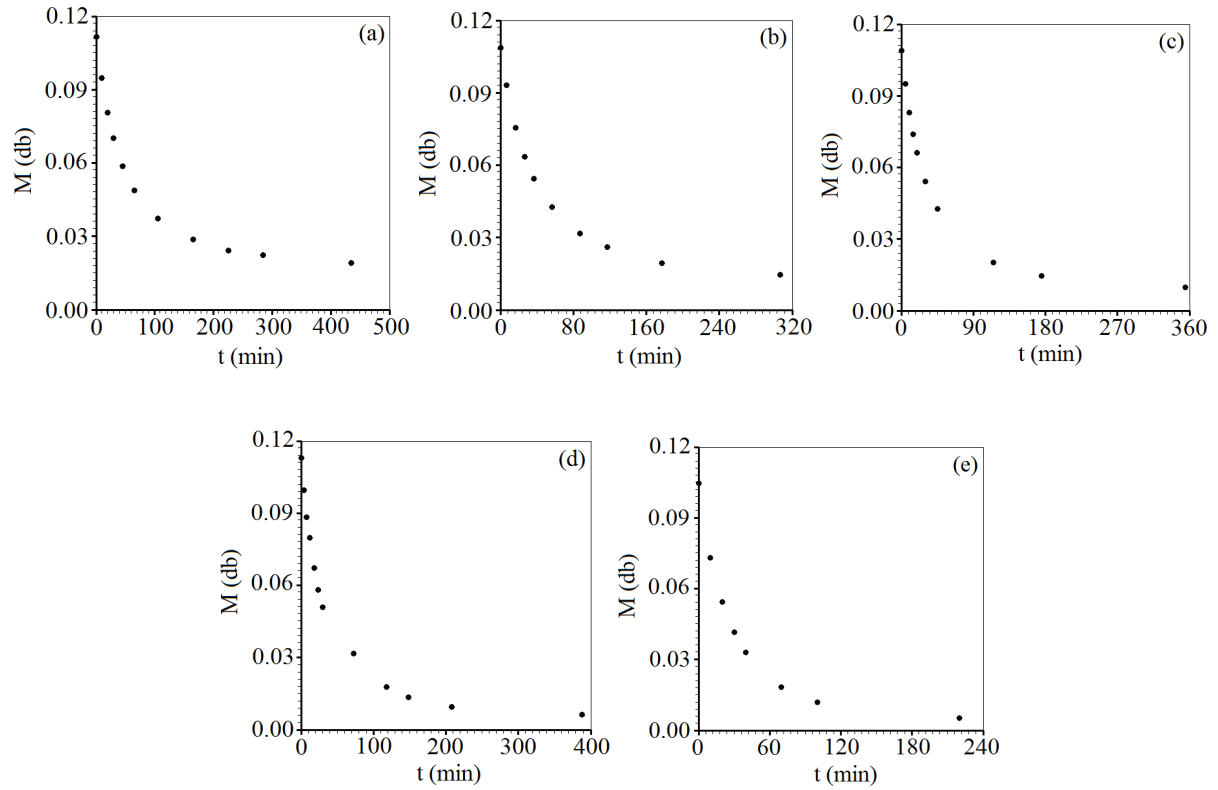 (a)
M (db)
0.12
0.09
0.06
0.03
0.00
0 100 200 300 400 500
t (min)
(b)
M (db)
0.12
0.09
0.06
0.03
0.00
0 80 160 240 320
t (min)
(c)
M (db)
0.12
0.09
0.06
0.03
0.00
0 90 180 270 360
t (min)
(d)
M (db)
0.12
0.09
0.06
0.03
0.00
0 100 200 300 400
t (min)
(e)
M (db)
0.12
0.09
0.06
0.03
0.00
0 60 120 180 240
t (min)